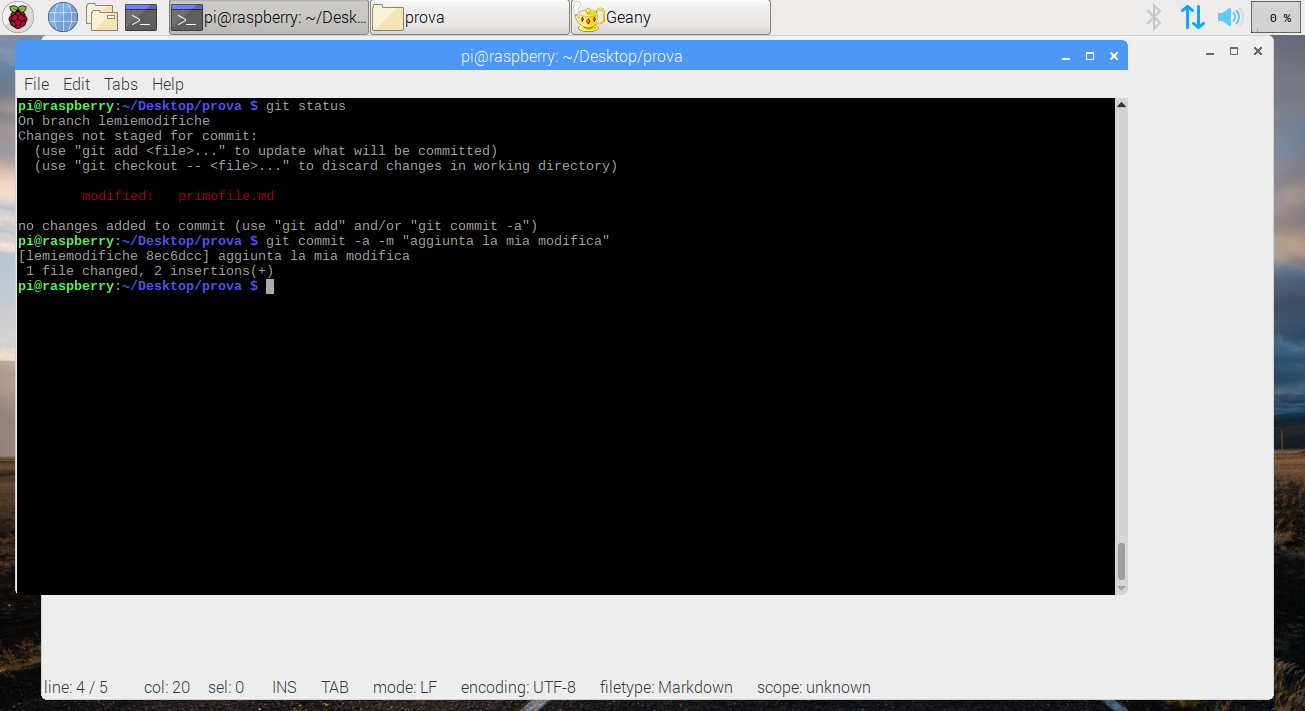 pi@raspberry: ~/Desk...
prova
Geany
0 %
pi@raspberry: ~/Desktop/prova
File Edit Tabs Help
pi@raspberry:~/Desktop/prova $ git status
On branch lemiemodifiche
Changes not staged for commit:
  (use "git add <file>..." to update what will be committed)
  (use "git checkout -- <file>..." to discard changes in working directory)
        modified:   primofile.md
no changes added to commit (use "git add" and/or "git commit -a")
pi@raspberry:~/Desktop/prova $ git commit -a -m "aggiunta la mia modifica"
[lemiemodifiche 8ec6dcc] aggiunta la mia modifica
 1 file changed, 2 insertions(+)
pi@raspberry:~/Desktop/prova $
line: 4 / 5 col: 20 sel: 0 INS TAB mode: LF encoding: UTF-8 filetype: Markdown scope: unknown